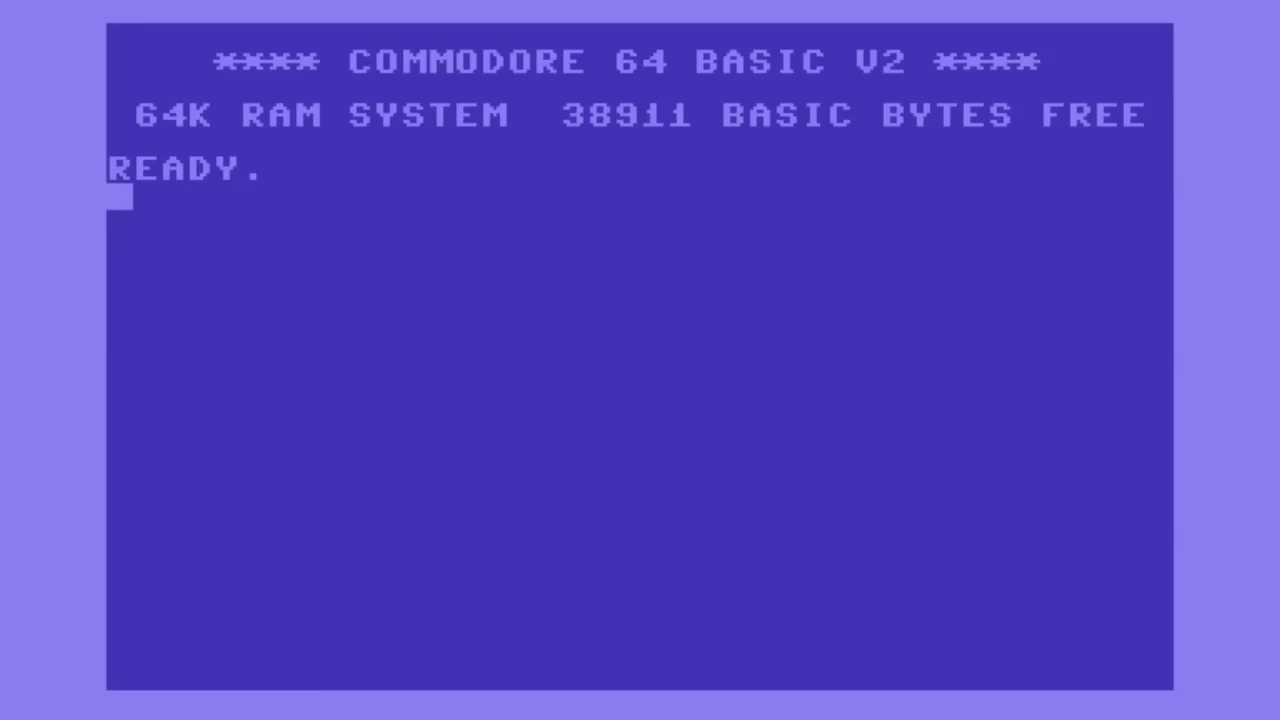 **** COMMODORE 64 BASIC V2 ****
64K RAM SYSTEM  38911 BASIC BYTES FREE
READY.